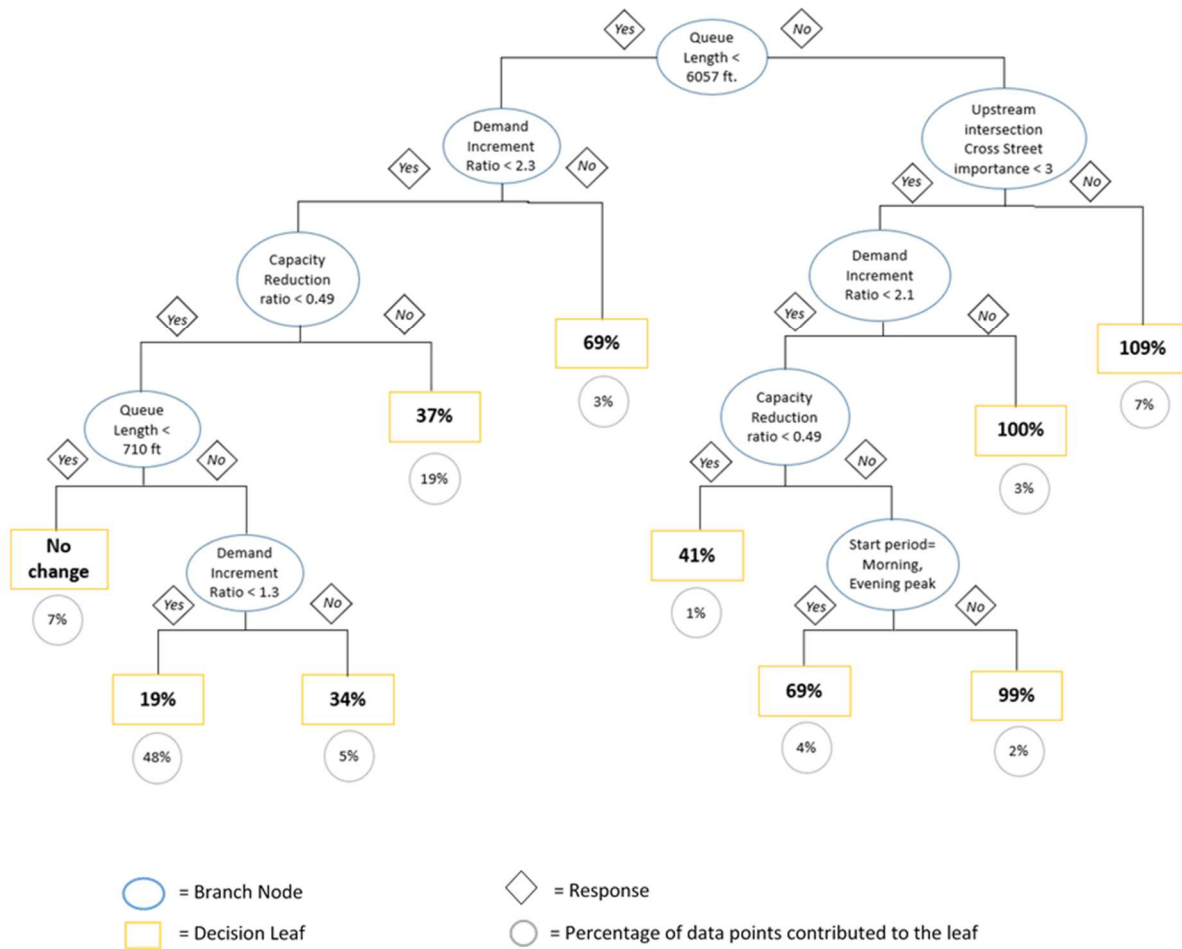 Yes
No
Queue
Length <
6057 ft.
Demand
Increment
Ratio < 2.3
Upstream
intersection
Cross Street
importance < 3
Yes
No
Yes
No
Capacity
Reduction
ratio < 0.49
Demand
Increment
Ratio < 2.1
Yes
No
69%
3%
Yes
No
109%
7%
Queue
Length <
710 ft
37%
19%
Capacity
Reduction
ratio < 0.49
100%
3%
Yes
No
Yes
No
No
change
7%
Demand
Increment
Ratio < 1.3
41%
1%
Start period=
Morning,
Evening peak
Yes
No
Yes
No
19%
48%
34%
5%
69%
4%
99%
2%
= Branch Node
= Response
= Decision Leaf
= Percentage of data points contributed to the leaf